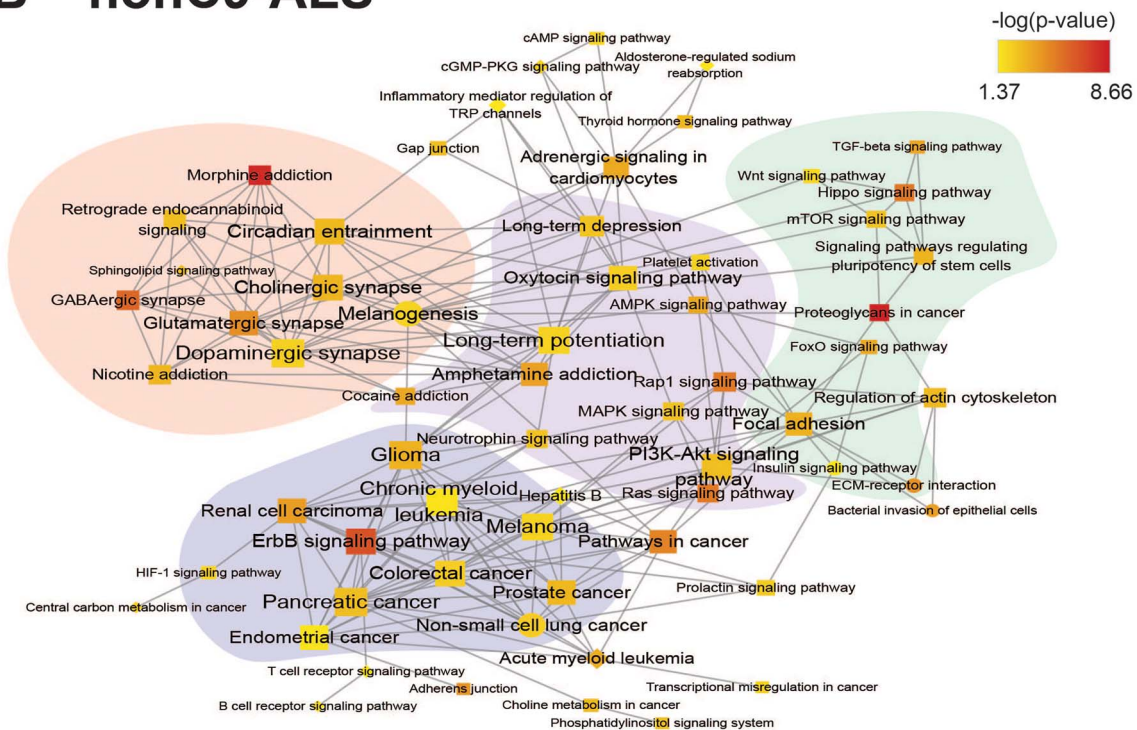 B nonC9-ALS
-log(p-value)
1.37 8.66
cAMP signaling pathway
cGMP-PKG signaling pathway
Aldosterone-regulated sodium
reabsorption
Inflammatory mediator regulation of
TRP channels
Thyroid hormone signaling pathway
Gap junction
Adrenergic signaling in
cardiomyocytes
TGF-beta signaling pathway
Wnt signaling pathway
Hippo signaling pathway
mTOR signaling pathway
Signaling pathways regulating
pluripotency of stem cells
Morphine addiction
Retrograde endocannabinoid
signaling
Circadian entrainment
Long-term depression
Sphingolipid signaling pathway
Platelet activation
Cholinergic synapse
Oxytocin signaling pathway
GABAergic synapse
Melanogenesis
AMPK signaling pathway
Proteoglycans in cancer
Glutamatergic synapse
Long-term potentiation
FoxO signaling pathway
Dopaminergic synapse
Nicotine addiction
Amphetamine addiction
Rap1 signaling pathway
Cocaine addiction
Regulation of actin cytoskeleton
MAPK signaling pathway
Focal adhesion
Neurotrophin signaling pathway
Glioma
PI3K-Akt signaling
pathway
Insulin signaling pathway
ECM-receptor interaction
Chronic myeloid
leukemia
Hepatitis B
Ras signaling pathway
Bacterial invasion of epithelial cells
Renal cell carcinoma
Melanoma
ErbB signaling pathway
Pathways in cancer
HIF-1 signaling pathway
Colorectal cancer
Prolactin signaling pathway
Central carbon metabolism in cancer
Pancreatic cancer
Prostate cancer
Endometrial cancer
Non-small cell lung cancer
Acute myeloid leukemia
T cell receptor signaling pathway
Adherens junction
Transcriptional misregulation in cancer
B cell receptor signaling pathway
Choline metabolism in cancer
Phosphatidylinositol signaling system